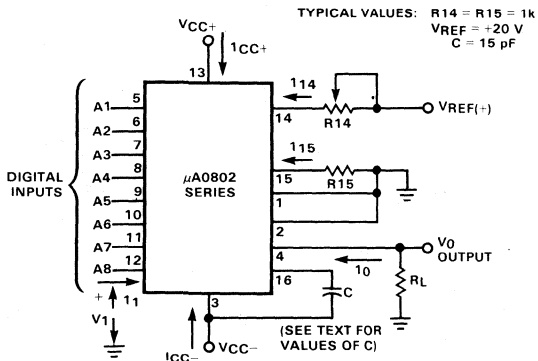 TYPICAL VALUES: R14 = R15 = 1k
VREF = +20 V
C = 15 pF
VCC+
ICC+
13
I14
14
R14
VREF(+)
I15
15
R15
1
2
4
16
DIGITAL
INPUTS
A1 5
A2 6
A3 7
A4 8
A5 9
A6 10
A7 11
A8 12
μA0802
SERIES
VO
OUTPUT
IO
RL
C
+ I1
V1
3
(SEE TEXT FOR
VALUES OF C)
ICC-
VCC-